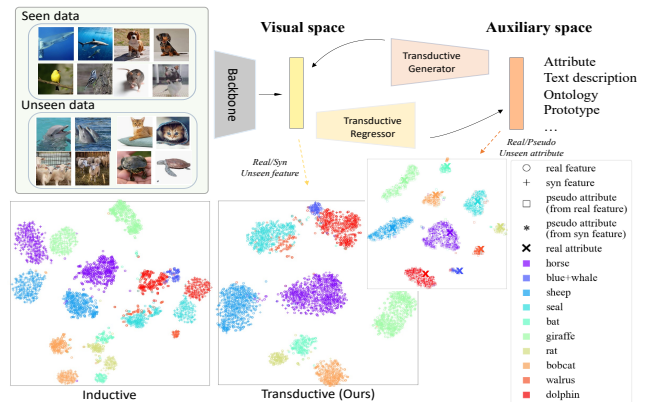 Seen data
Unseen data
Visual space
Auxiliary space
Backbone
Transductive
Generator
Transductive
Regressor
Attribute
Text description
Ontology
Prototype
...
Real/Syn
Unseen feature
Real/Pseudo
Unseen attribute
real feature
syn feature
pseudo attribute
(from real feature)
pseudo attribute
(from syn feature)
real attribute
horse
blue+whale
sheep
seal
bat
giraffe
rat
bobcat
walrus
dolphin
Inductive
Transductive (Ours)